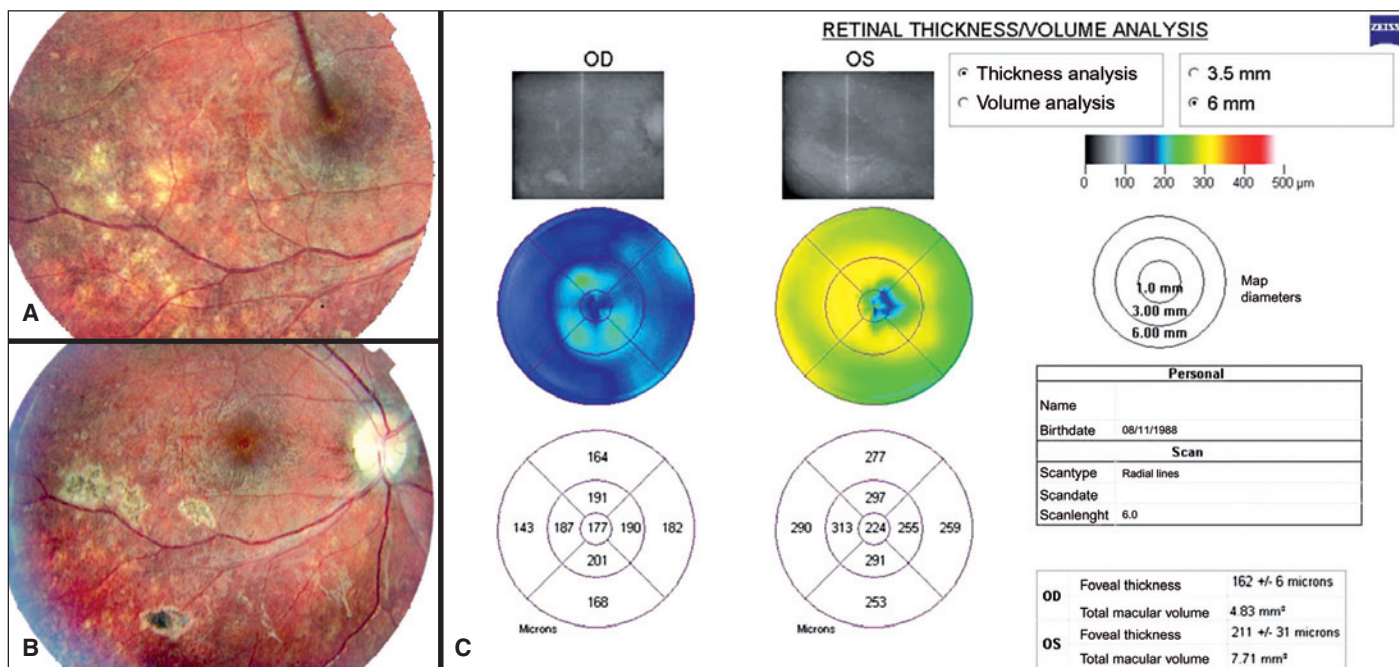 A
B
C
RETINAL THICKNESS/VOLUME ANALYSIS
ZEISS
OD
OS
Thickness analysis
Volume analysis
3.5 mm
6 mm
0 100 200 300 400 500 µm
1.0 mm
3.00 mm
6.00 mm
Map
diameters
164
191
143 187 177 190 182
201
168
Microns
277
297
290 313 224 255 259
291
253
Microns
Personal
Name
Birthdate 08/11/1988
Scan
Scantype Radial lines
Scandate
Scanlenght 6.0
OD Foveal thickness 162 +/- 6 microns
Total macular volume 4.83 mm³
OS Foveal thickness 211 +/- 31 microns
Total macular volume 7.71 mm³